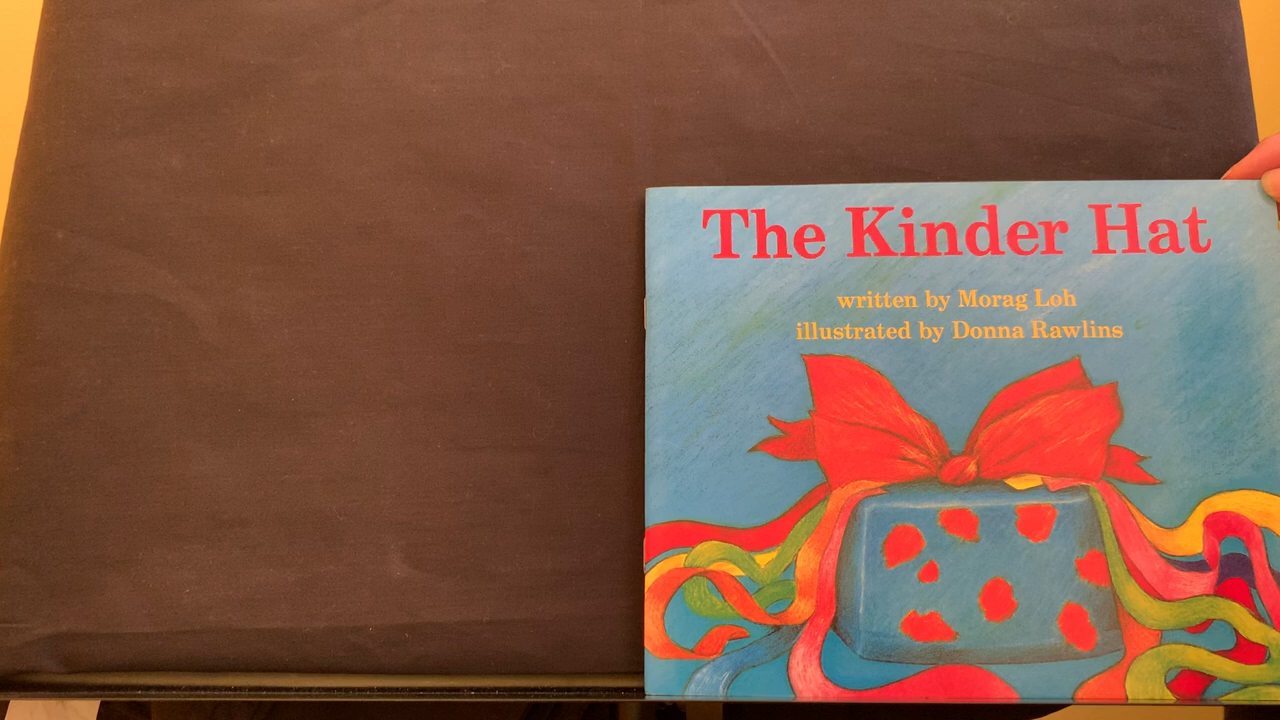 The Kinder Hat
written by Morag Loh
illustrated by Donna Rawlins